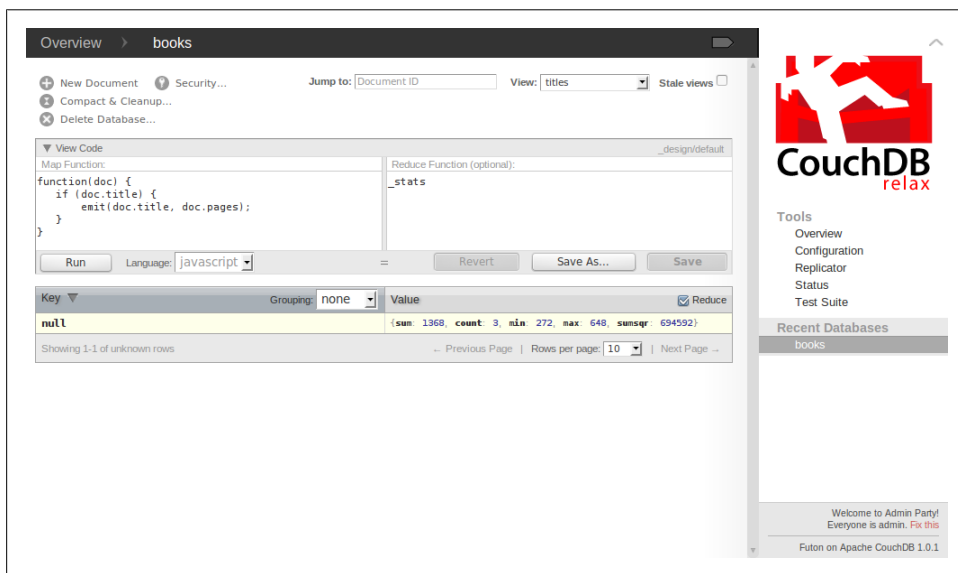 Overview books
New Document Security...
Compact & Cleanup...
Delete Database...
Jump to: Document ID View: titles Stale views
View Code _design/default
Map Function: Reduce Function (optional):
function(doc) { _stats
if (doc.title) {
emit(doc.title, doc.pages);
}
}
Run Language: javascript = Revert Save As... Save
Key Grouping: none Value Reduce
null {sum: 1368, count: 3, min: 272, max: 648, sumsqr: 694592}
Showing 1-1 of unknown rows ← Previous Page | Rows per page: 10 | Next Page →
CouchDB
relax
Tools
Overview
Configuration
Replicator
Status
Test Suite
Recent Databases
books
Welcome to Admin Party!
Everyone is admin. Fix this
Futon on Apache CouchDB 1.0.1